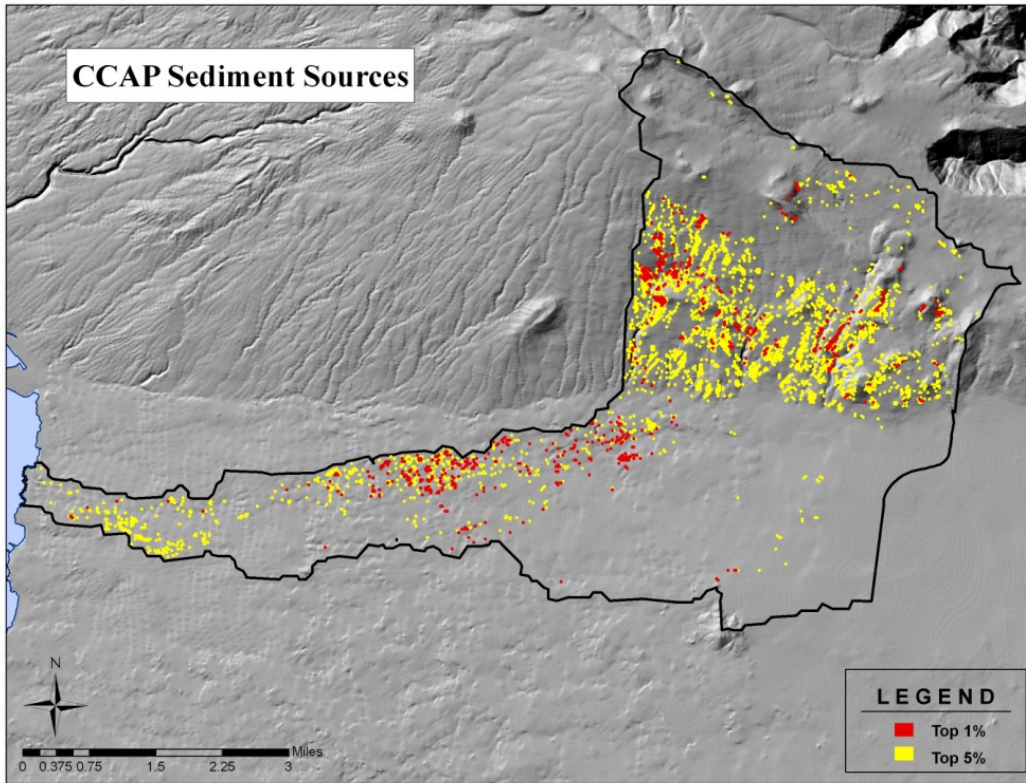 CCAP Sediment Sources
N
Miles
0 0.375 0.75 1.5 2.25 3
LEGEND
Top 1%
Top 5%